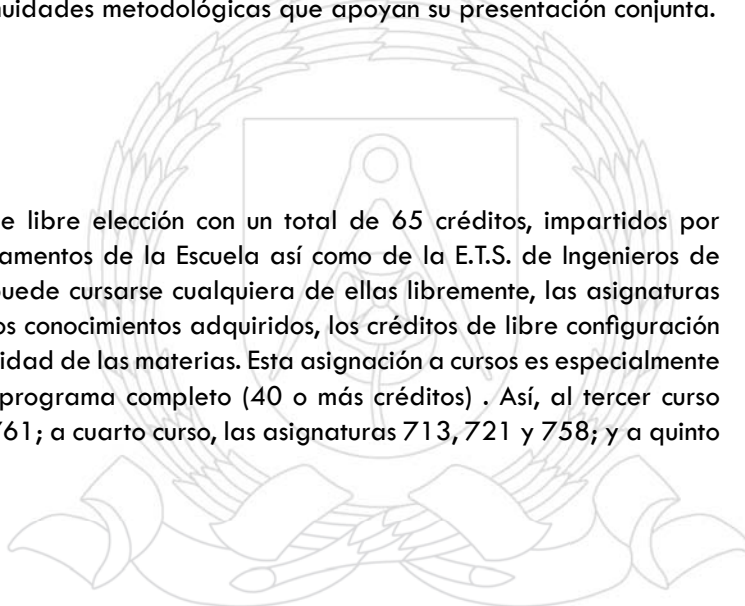 nuidades metodológicas que apoyan su presentación conjunta.
e libre elección con un total de 65 créditos, impartidos por
amentos de la Escuela así como de la E.T.S. de Ingenieros de
puede cursarse cualquiera de ellas libremente, las asignaturas
os conocimientos adquiridos, los créditos de libre configuración
idad de las materias. Esta asignación a cursos es especialmente
programa completo (40 o más créditos) . Así, al tercer curso
761; a cuarto curso, las asignaturas 713, 721 y 758; y a quinto